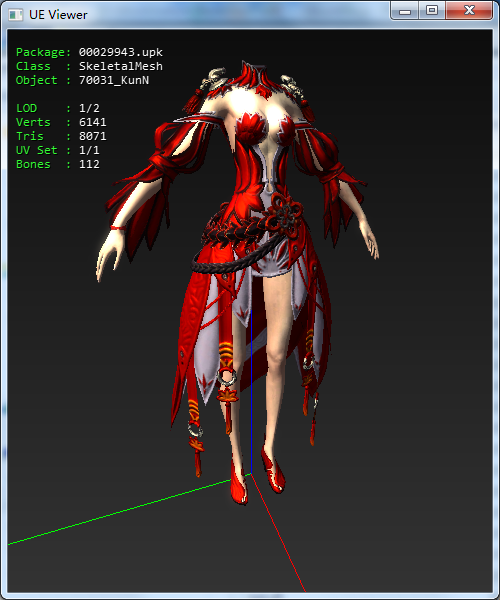 UE Viewer
Package: 00029943.upk
Class : SkeletalMesh
Object : 70031_KunN
LOD : 1/2
Verts : 6141
Tris : 8071
UV Set : 1/1
Bones : 112